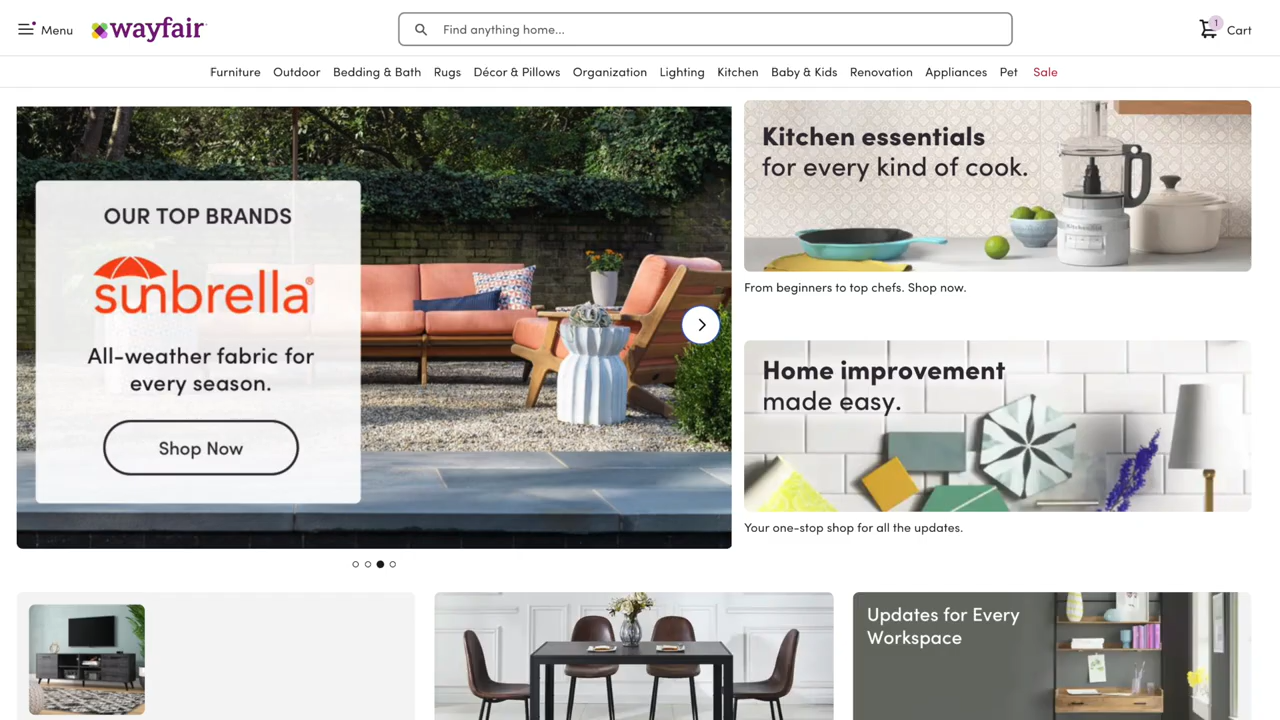 Menu
wayfair
Find anything home...
1
Cart
Furniture
Outdoor
Bedding & Bath
Rugs
Décor & Pillows
Organization
Lighting
Kitchen
Baby & Kids
Renovation
Appliances
Pet
Sale
OUR TOP BRANDS
sunbrella®
All-weather fabric for
every season.
Shop Now
Kitchen essentials
for every kind of cook.
KitchenAid
From beginners to top chefs. Shop now.
Home improvement
made easy.
Your one-stop shop for all the updates.
Updates for Every
Workspace